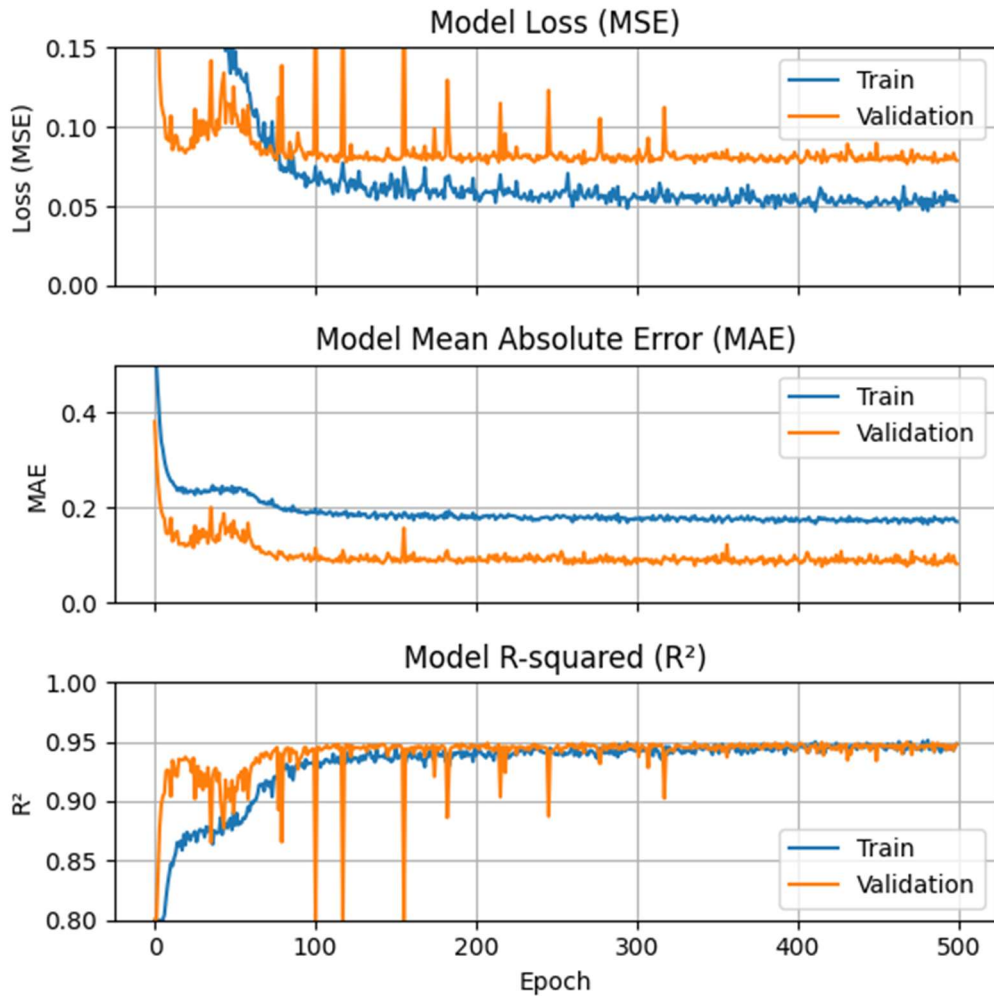 Model Loss (MSE)
0.15
0.10
0.05
0.00
Loss (MSE)
Train
Validation
Model Mean Absolute Error (MAE)
0.4
0.2
0.0
MAE
Train
Validation
Model R-squared (R²)
1.00
0.95
0.90
0.85
0.80
R²
Train
Validation
0 100 200 300 400 500
Epoch